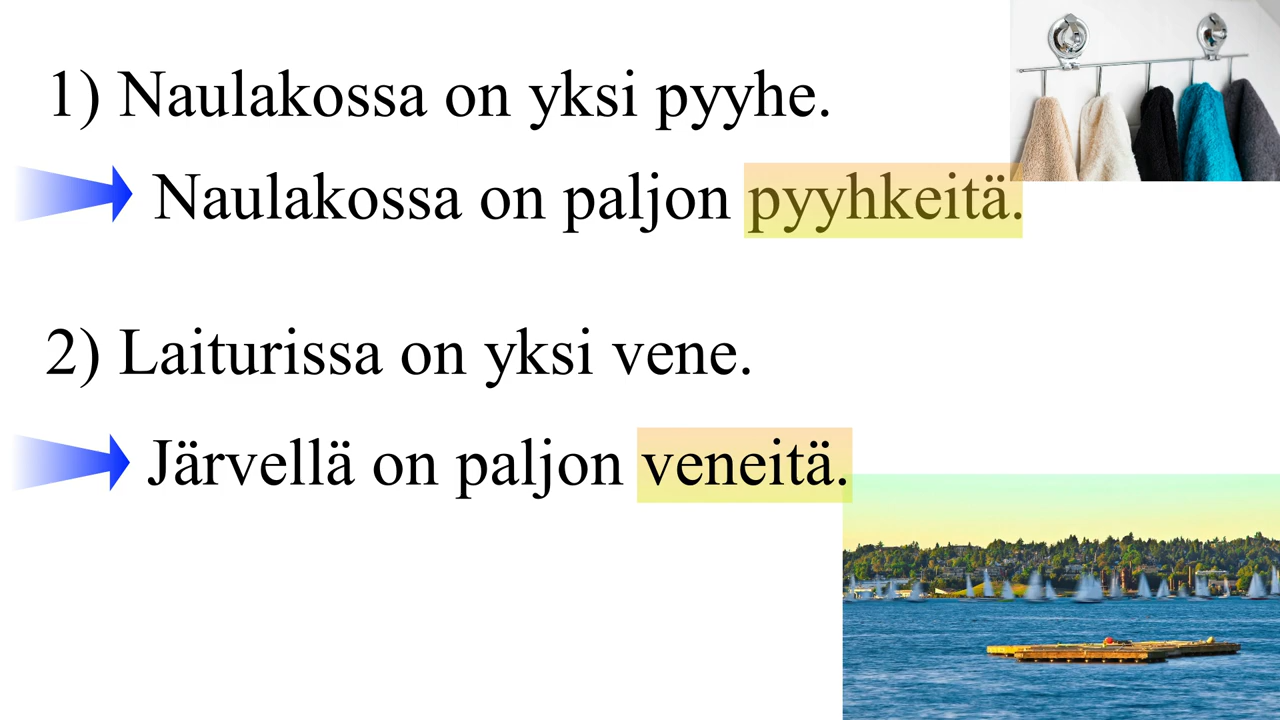 1) Naulakossa on yksi pyyhe.
Naulakossa on paljon pyyhkeitä.
2) Laiturissa on yksi vene.
Järvellä on paljon veneitä.